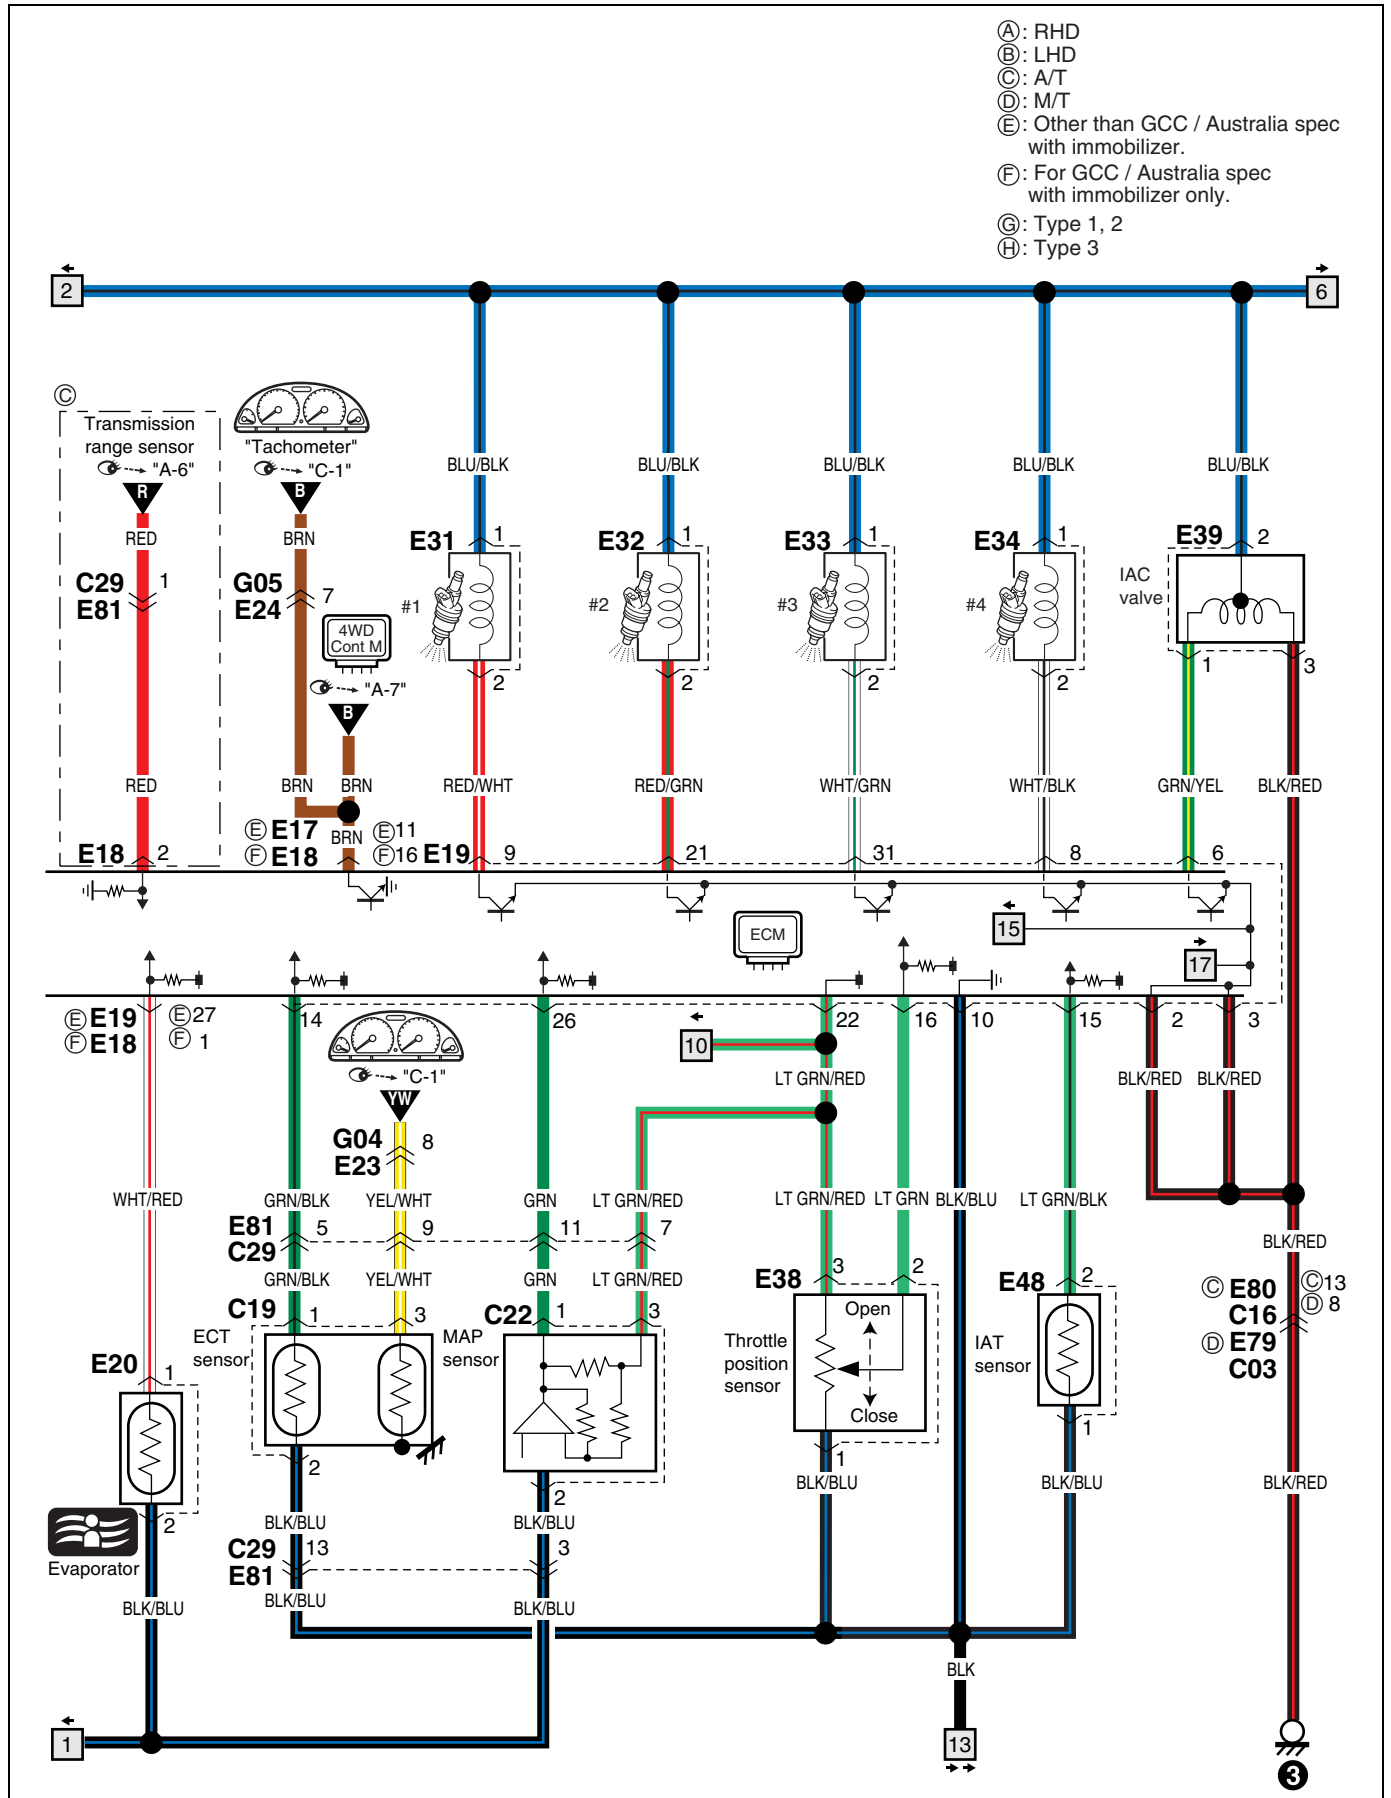 Ⓐ: RHD
Ⓑ: LHD
Ⓒ: A/T
Ⓓ: M/T
Ⓔ: Other than GCC / Australia spec
with immobilizer.
Ⓕ: For GCC / Australia spec
with immobilizer only.
Ⓖ: Type 1, 2
Ⓗ: Type 3
2
6
Ⓒ
Transmission
range sensor
"A-6"
R
RED
C29 1
E81
RED
E18 2
"Tachometer"
"C-1"
B
BRN
G05 7
E24
4WD
Cont M
"A-7"
B
BRN BRN
Ⓔ E17 BRN Ⓔ 11
Ⓕ E18 Ⓕ 16
BLU/BLK BLU/BLK BLU/BLK BLU/BLK BLU/BLK
E31 1 E32 1 E33 1 E34 1 E39 2
#1 #2 #3 #4
IAC
valve
2 2 2 2 1 3
RED/WHT RED/GRN WHT/GRN WHT/BLK GRN/YEL BLK/RED
E19 9 21 31 8 6
ECM
15
17
Ⓔ E19 Ⓔ 27
Ⓕ E18 Ⓕ 1
14 26 22 16 10 15 2 3
"C-1"
YW
10
LT GRN/RED
BLK/RED BLK/RED
G04 8
E23
WHT/RED GRN/BLK YEL/WHT GRN LT GRN/RED LT GRN/RED LT GRN BLK/BLU LT GRN/BLK
E81 5 9 11 7
C29
BLK/RED
GRN/BLK YEL/WHT GRN LT GRN/RED
C19 1 3 C22 1 3 E38 3 2 E48 2
Ⓒ E80 Ⓒ 13
C16 Ⓓ 8
Ⓓ E79
C03
ECT
sensor
MAP
sensor
Throttle
position
sensor
Open
Close
IAT
sensor
E20 1
2 2 1 1
2
Evaporator
BLK/BLU BLK/BLU BLK/RED
BLK/BLU BLK/BLU
C29 13 3
E81
BLK/BLU BLK/BLU BLK/BLU
BLK
1
13
3